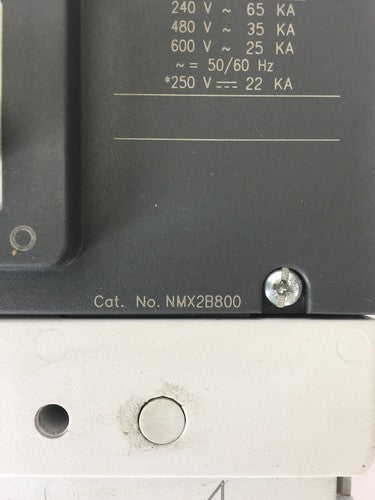 240 V ~ 65 KA
480 V ~ 35 KA
600 V ~ 25 KA
~ = 50/60 Hz
*250 V ⎓ 22 KA
Cat. No. NMX2B800